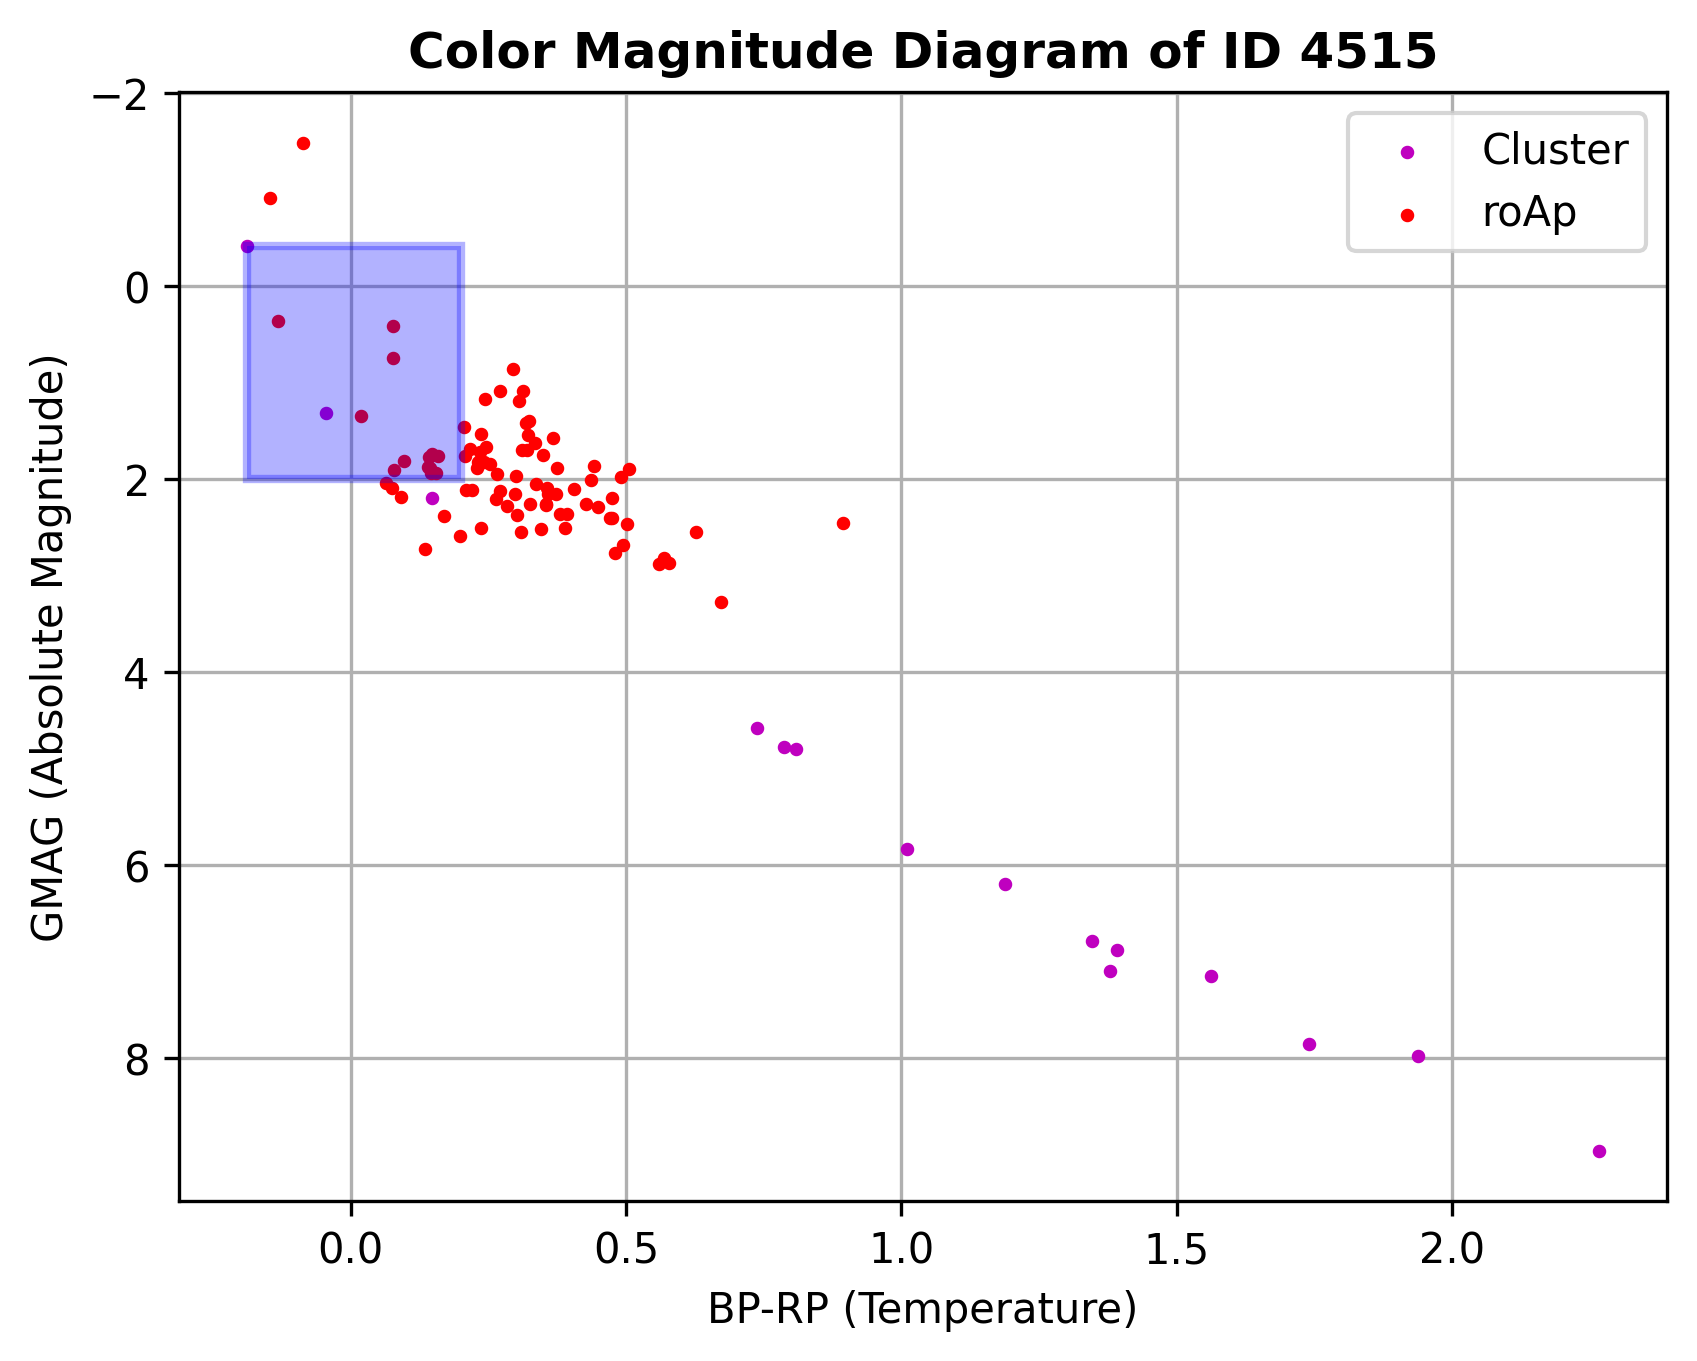 Color Magnitude Diagram of ID 4515
Cluster
roAp
GMAG (Absolute Magnitude)
−2
0
2
4
6
8
0.0 0.5 1.0 1.5 2.0
BP-RP (Temperature)